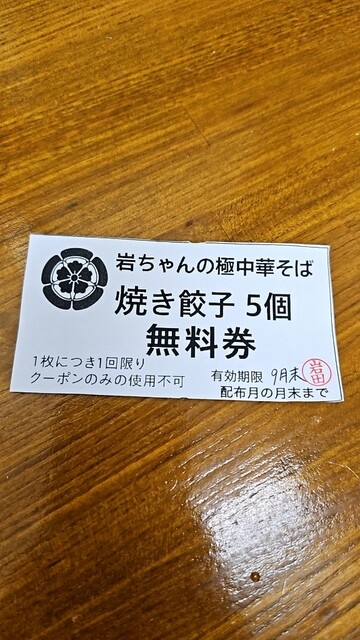 岩ちゃんの極中華そば
焼き餃子 5個
無料券
1枚につき1回限り
クーポンのみの使用不可
有効期限 9月末
岩田
配布月の月末まで